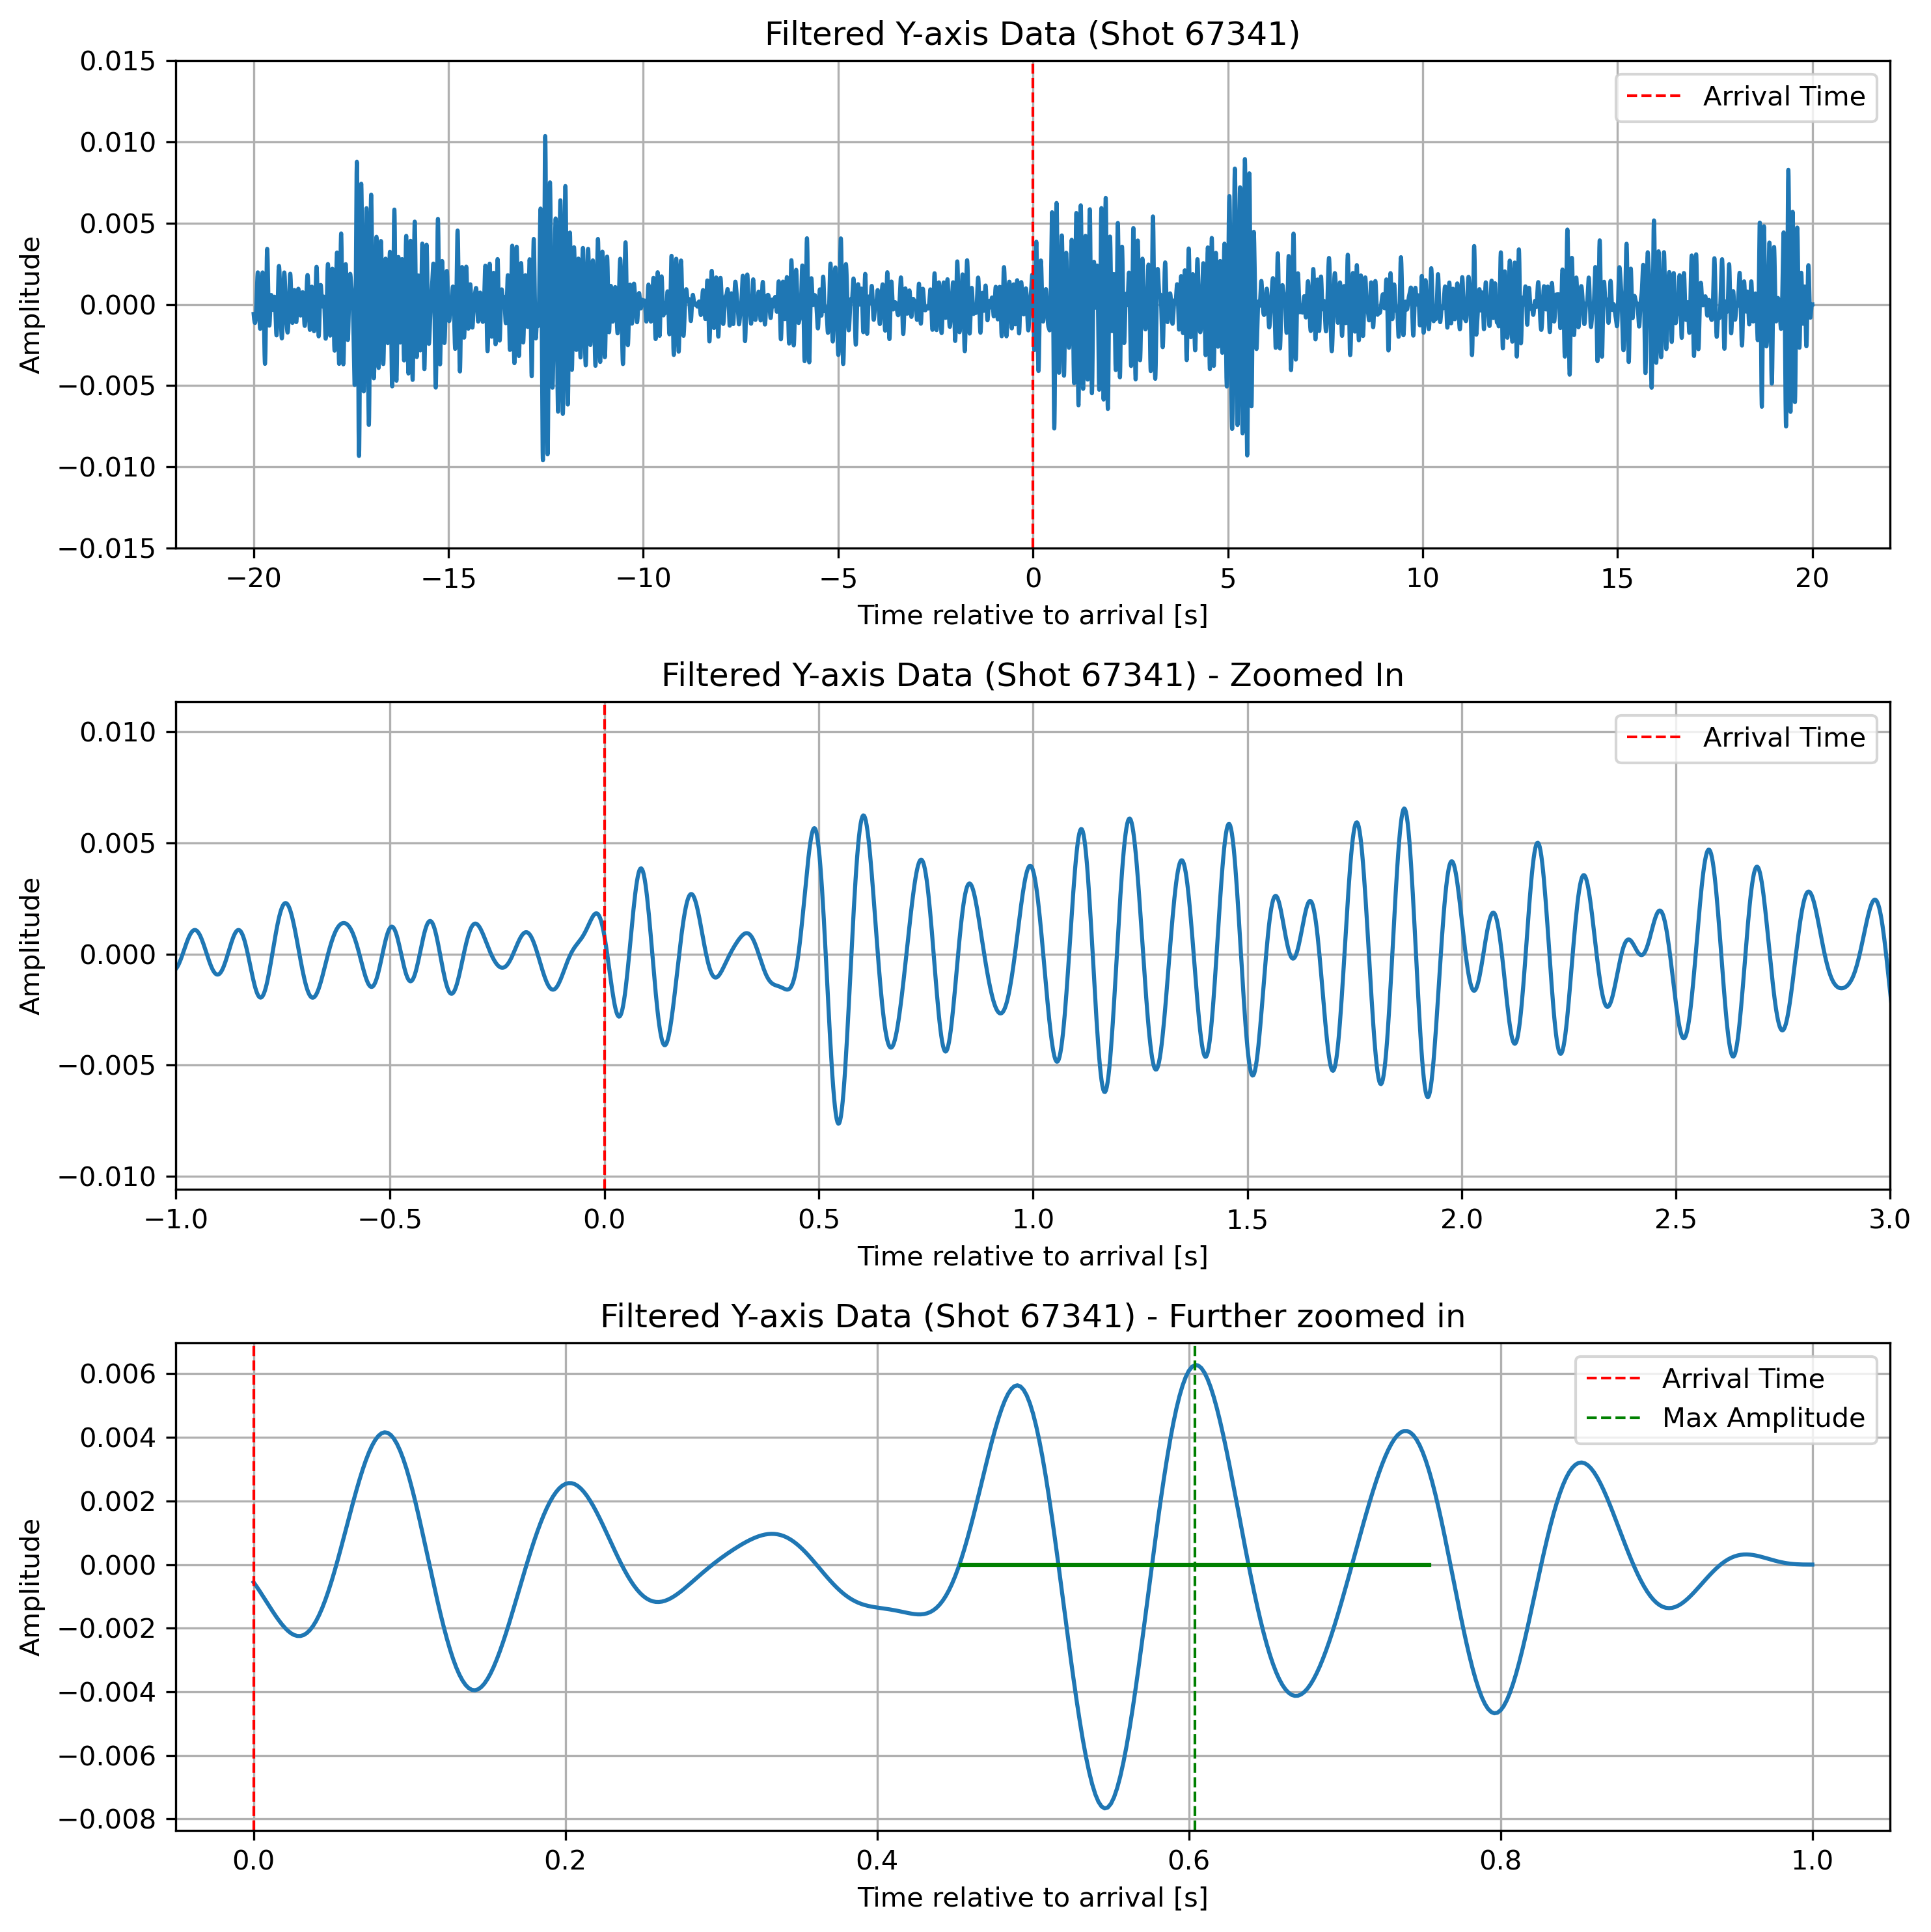 Filtered Y-axis Data (Shot 67341)
0.015
0.010
0.005
0.000
−0.005
−0.010
−0.015
Amplitude
Arrival Time
−20 −15 −10 −5 0 5 10 15 20
Time relative to arrival [s]
Filtered Y-axis Data (Shot 67341) - Zoomed In
0.010
0.005
0.000
−0.005
−0.010
Amplitude
Arrival Time
−1.0 −0.5 0.0 0.5 1.0 1.5 2.0 2.5 3.0
Time relative to arrival [s]
Filtered Y-axis Data (Shot 67341) - Further zoomed in
0.006
0.004
0.002
0.000
−0.002
−0.004
−0.006
−0.008
Amplitude
Arrival Time
Max Amplitude
0.0 0.2 0.4 0.6 0.8 1.0
Time relative to arrival [s]